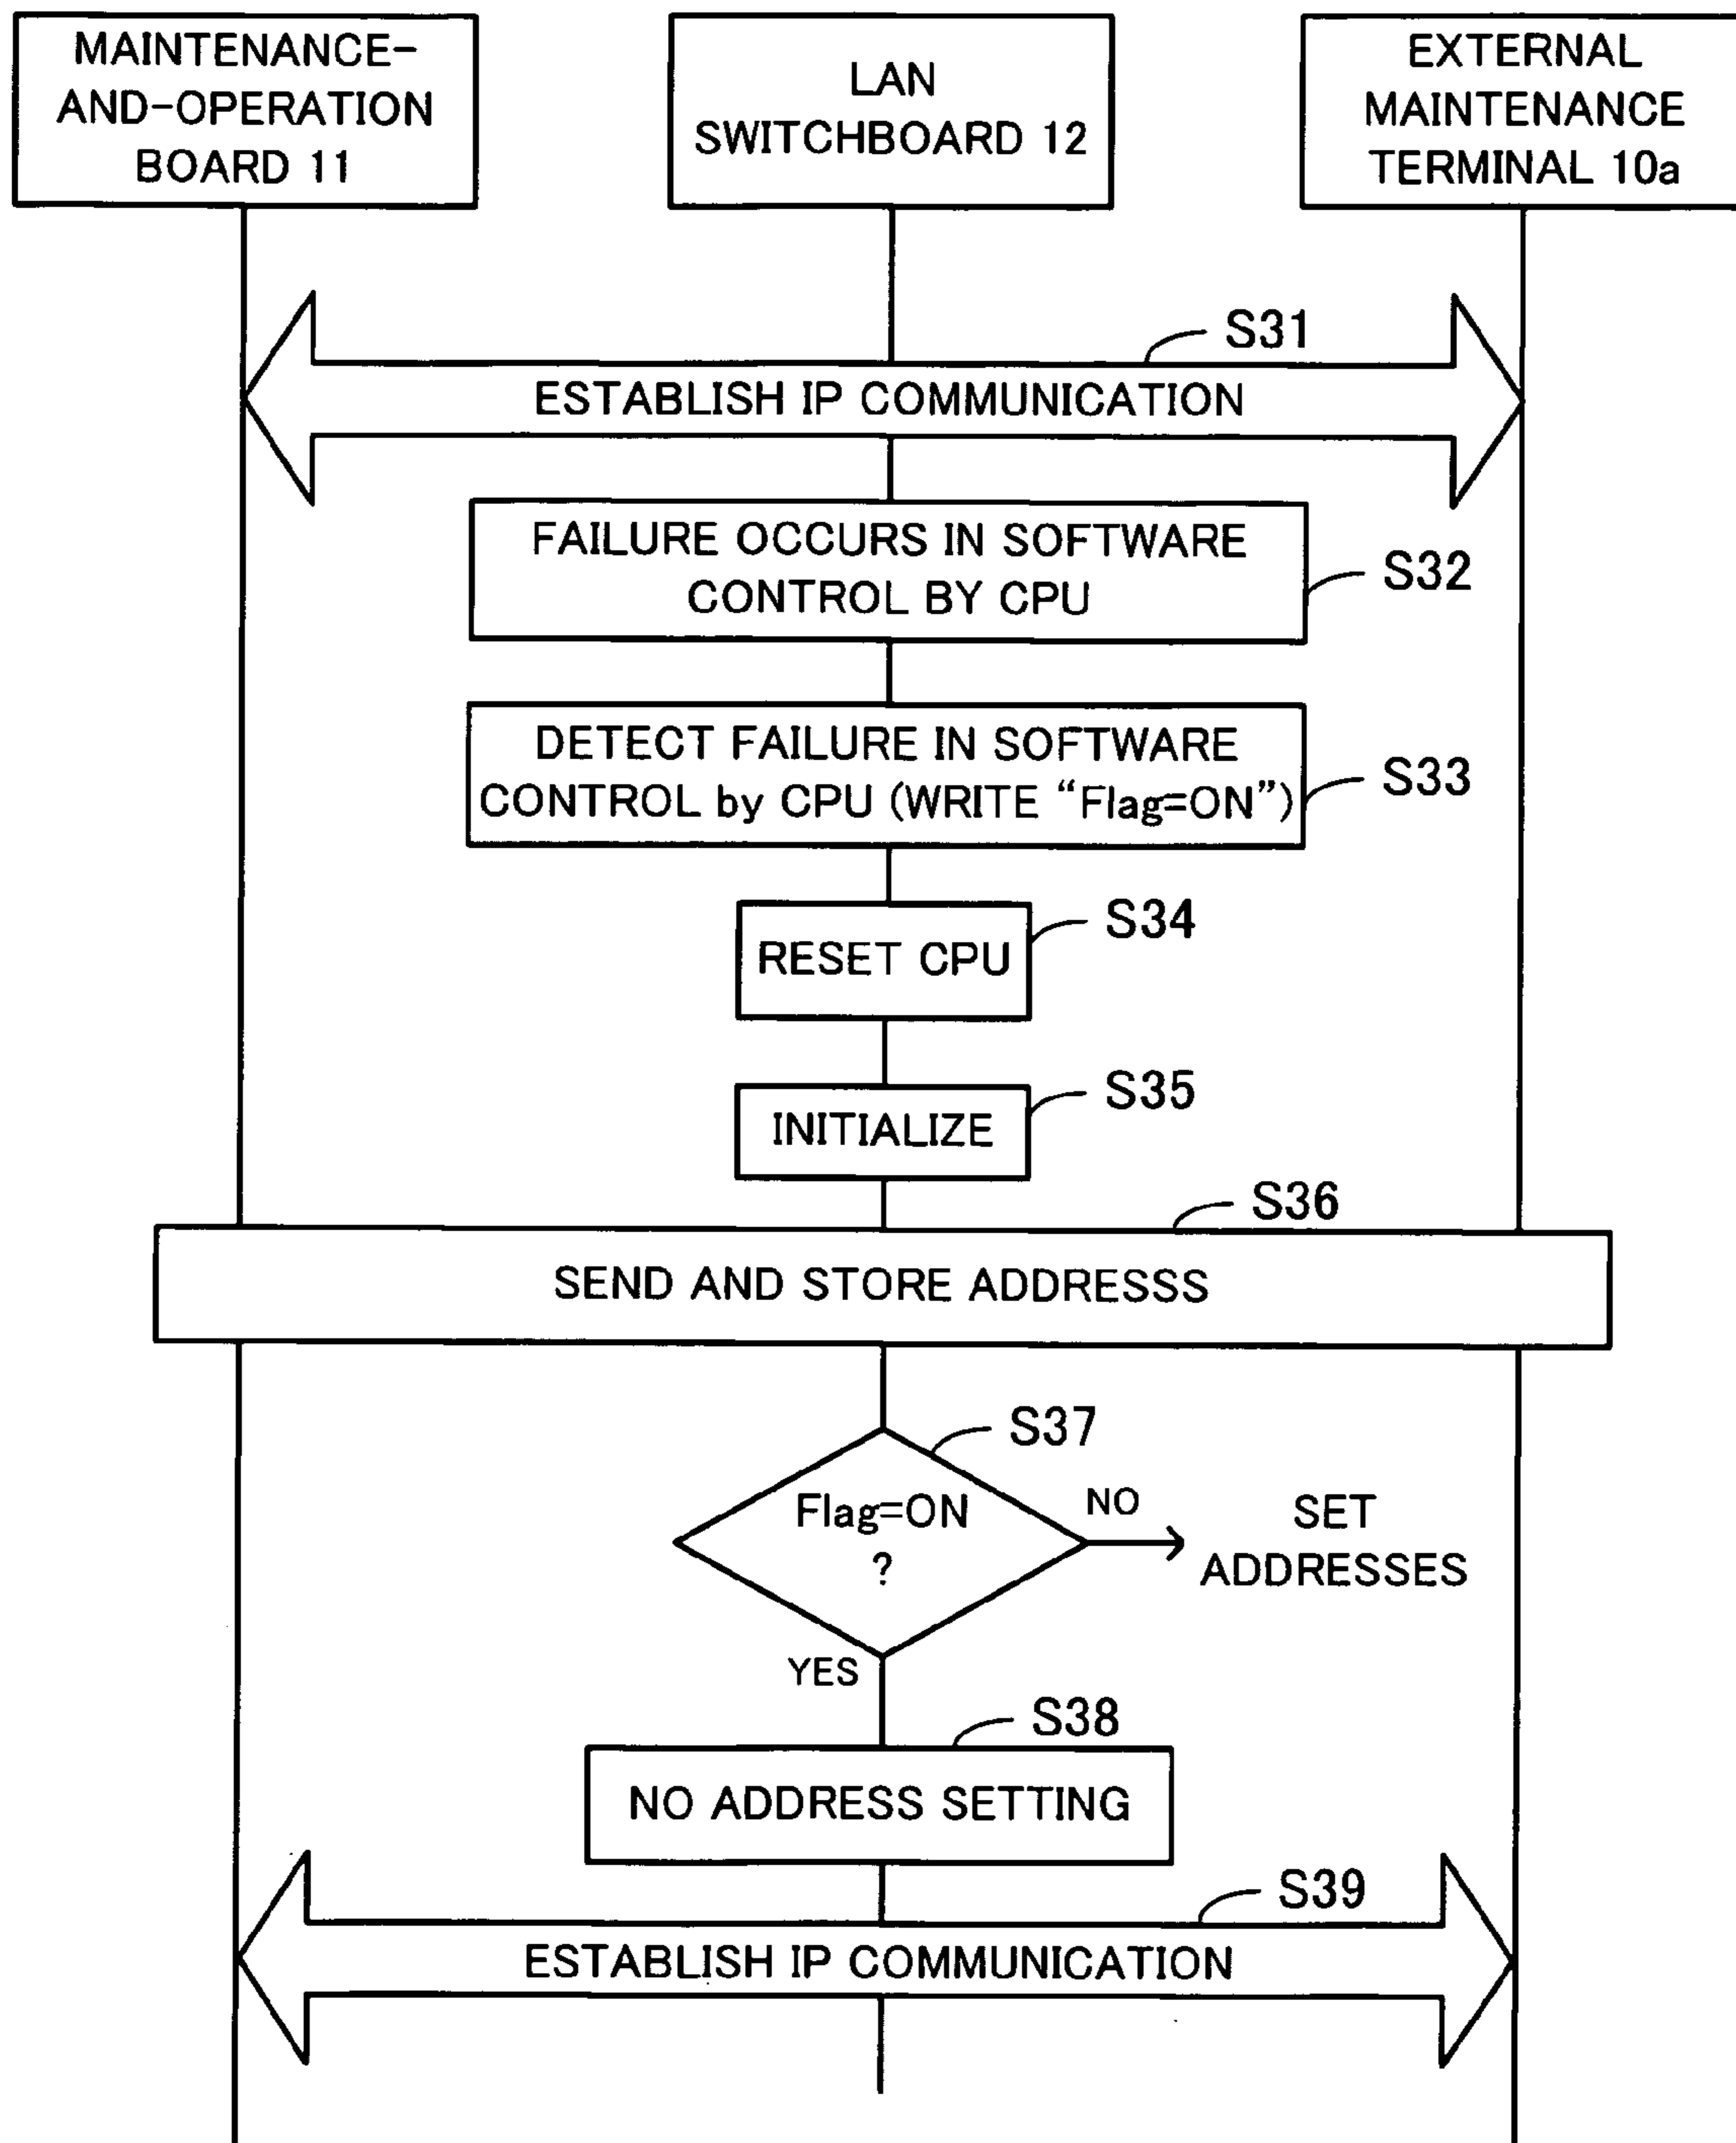 MAINTENANCE-
AND-OPERATION
BOARD 11
LAN
SWITCHBOARD 12
EXTERNAL
MAINTENANCE
TERMINAL 10a
S31
ESTABLISH IP COMMUNICATION
FAILURE OCCURS IN SOFTWARE
CONTROL BY CPU
S32
DETECT FAILURE IN SOFTWARE
CONTROL by CPU (WRITE “Flag=ON”)
S33
S34
RESET CPU
S35
INITIALIZE
S36
SEND AND STORE ADDRESSS
S37
Flag=ON
?
NO
SET
ADDRESSES
YES
S38
NO ADDRESS SETTING
S39
ESTABLISH IP COMMUNICATION